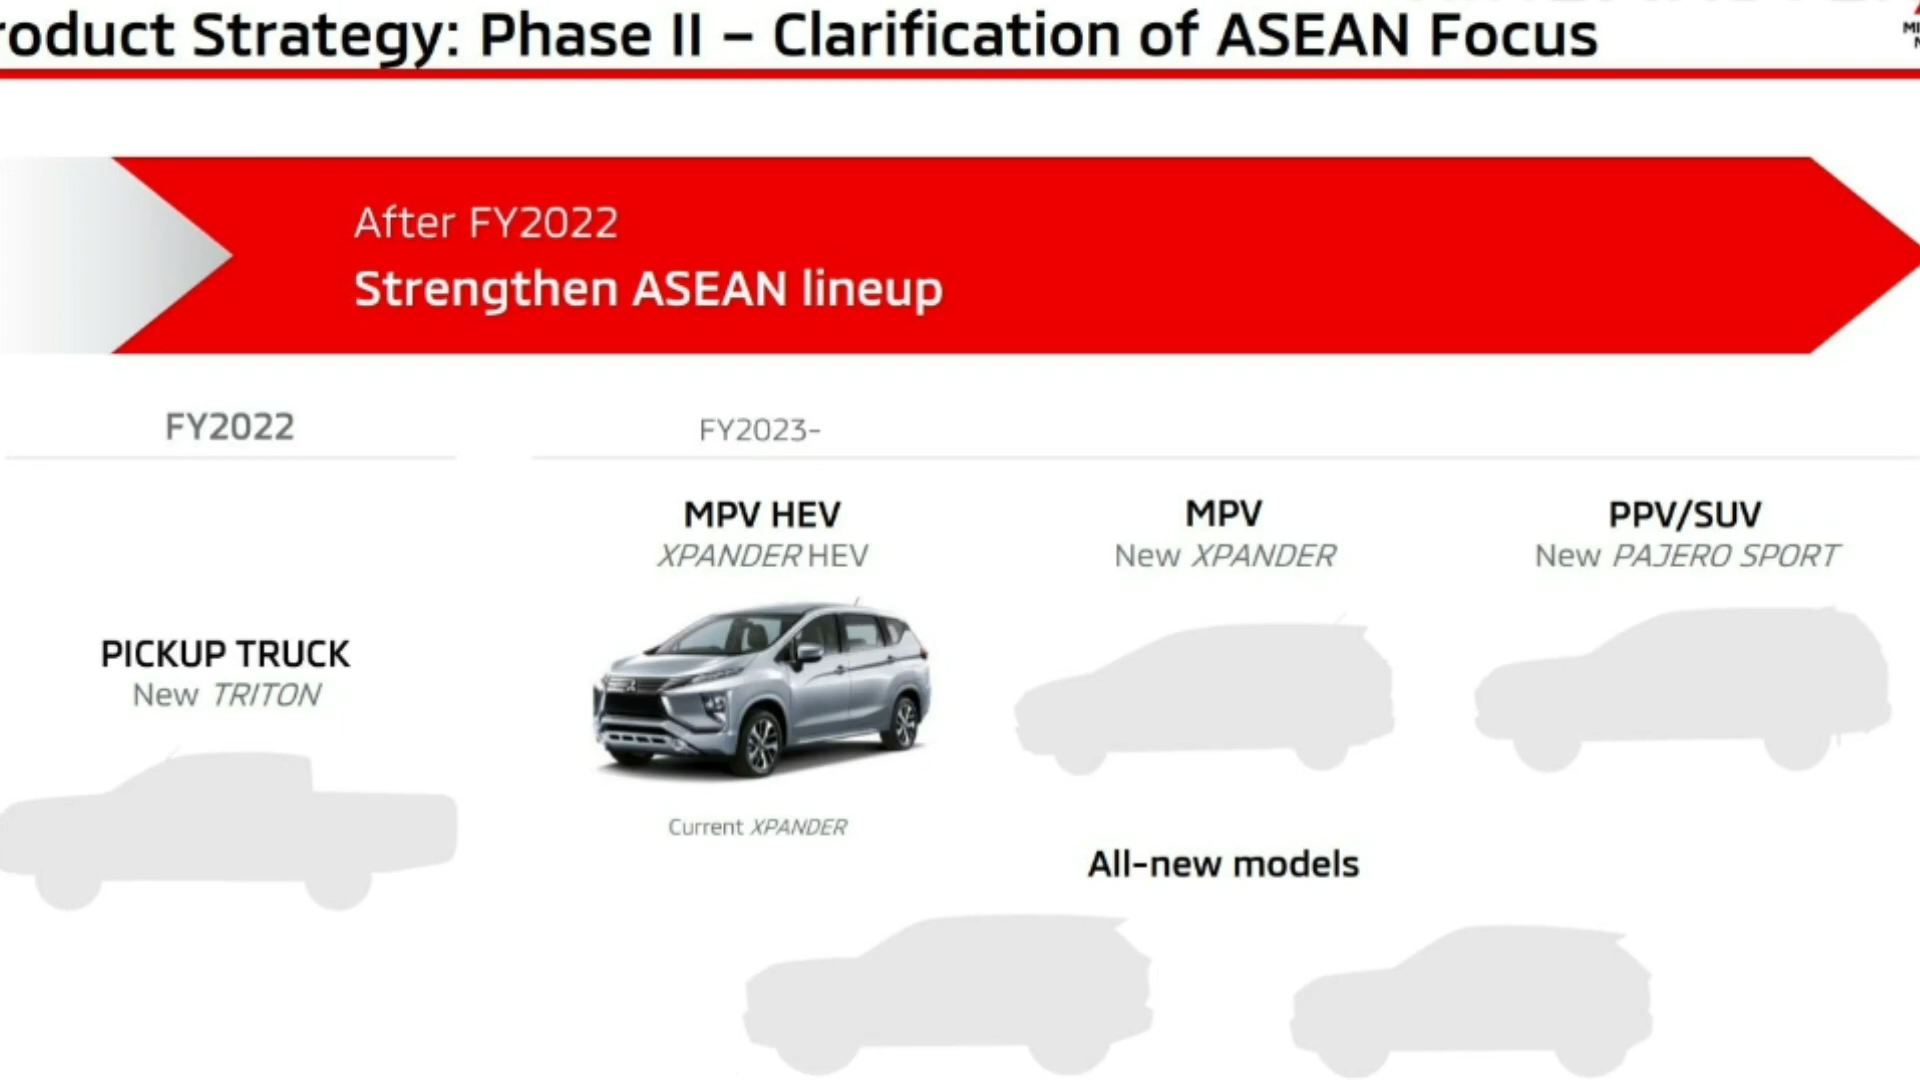 roduct Strategy: Phase II – Clarification of ASEAN Focus
After FY2022
Strengthen ASEAN lineup
FY2022
FY2023-
PICKUP TRUCK
New TRITON
MPV HEV
XPANDER HEV
Current XPANDER
MPV
New XPANDER
PPV/SUV
New PAJERO SPORT
All-new models